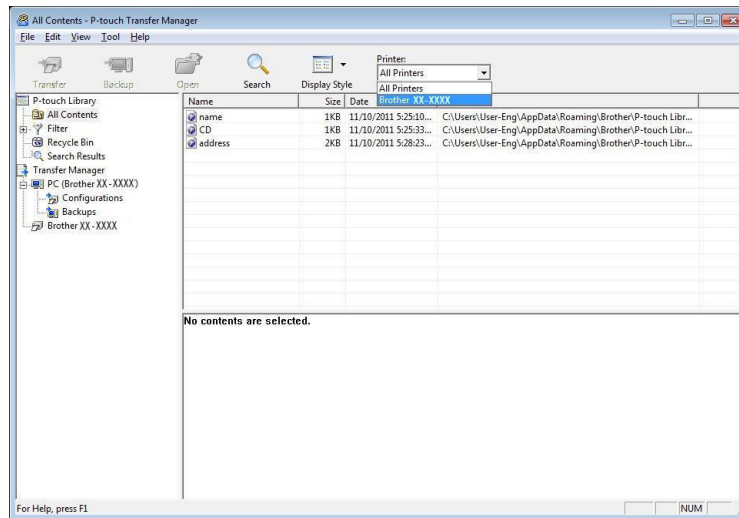 All Contents - P-touch Transfer Manager
File Edit View Tool Help
Transfer Backup Open Search Display Style
Printer:
All Printers
All Printers
Brother XX-XXXX
P-touch Library
All Contents
Filter
Recycle Bin
Search Results
Transfer Manager
PC (Brother XX-XXXX)
Configurations
Backups
Brother XX-XXXX
Name Size Date
name 1KB 11/10/2011 5:25:10... C:\Users\User-Eng\AppData\Roaming\Brother\P-touch Libr...
CD 1KB 11/10/2011 5:25:33... C:\Users\User-Eng\AppData\Roaming\Brother\P-touch Libr...
address 2KB 11/10/2011 5:28:23... C:\Users\User-Eng\AppData\Roaming\Brother\P-touch Libr...
No contents are selected.
For Help, press F1
NUM